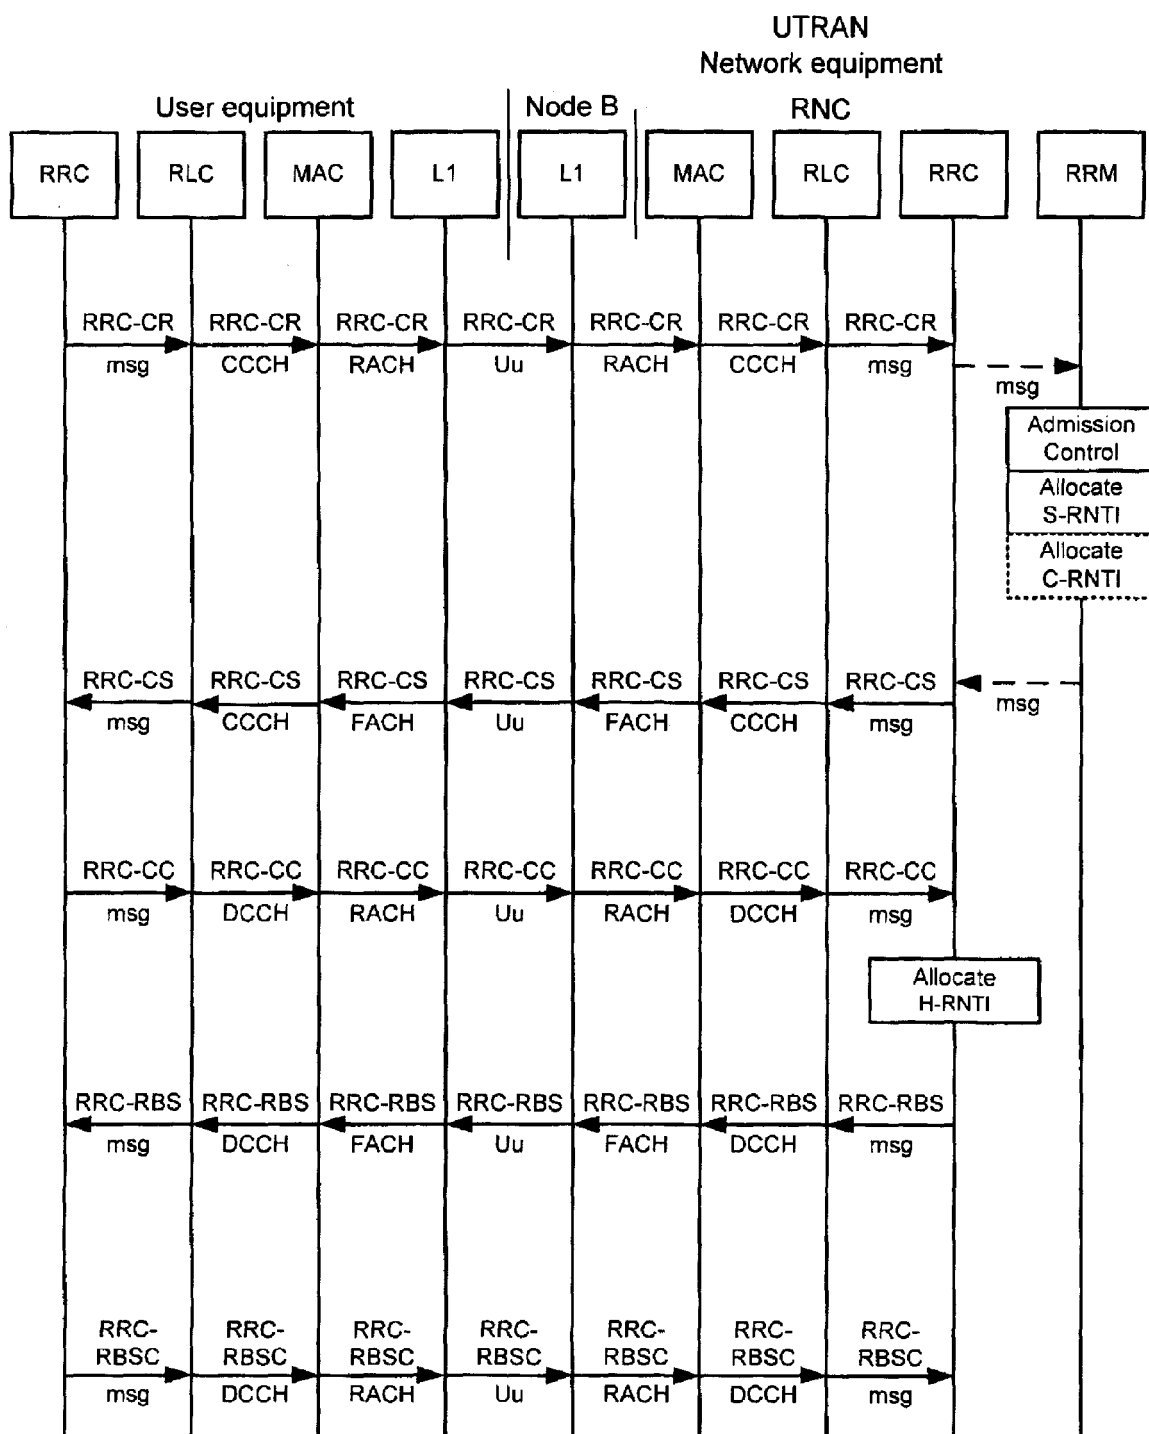 UTRAN
Network equipment
User equipment Node B RNC
RRC RLC MAC L1 L1 MAC RLC RRC RRM
RRC-CR RRC-CR RRC-CR RRC-CR RRC-CR RRC-CR RRC-CR
msg CCCH RACH Uu RACH CCCH msg
msg
Admission
Control
Allocate
S-RNTI
Allocate
C-RNTI
RRC-CS RRC-CS RRC-CS RRC-CS RRC-CS RRC-CS RRC-CS
msg CCCH FACH Uu FACH CCCH msg
msg
RRC-CC RRC-CC RRC-CC RRC-CC RRC-CC RRC-CC RRC-CC
msg DCCH RACH Uu RACH DCCH msg
Allocate
H-RNTI
RRC-RBS RRC-RBS RRC-RBS RRC-RBS RRC-RBS RRC-RBS RRC-RBS
msg DCCH FACH Uu FACH DCCH msg
RRC- RRC- RRC- RRC- RRC- RRC- RRC-
RBSC RBSC RBSC RBSC RBSC RBSC RBSC
msg DCCH RACH Uu RACH DCCH msg